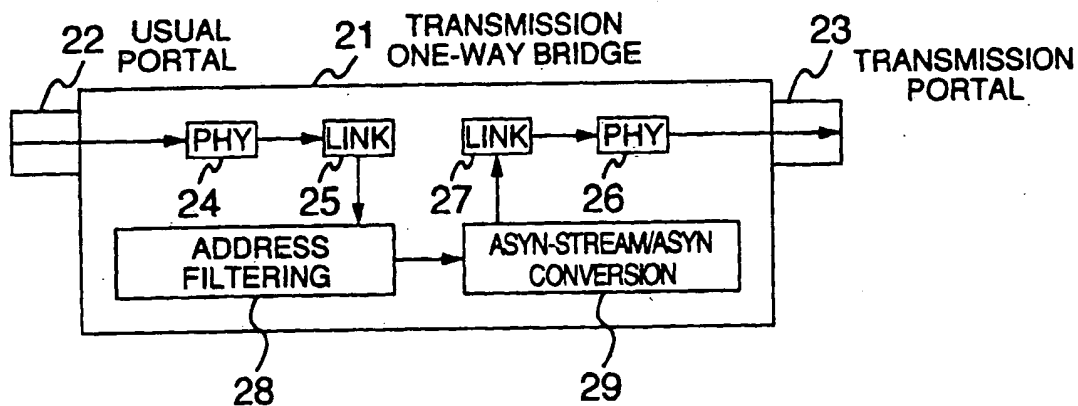 22 USUAL PORTAL
21 TRANSMISSION ONE-WAY BRIDGE
23 TRANSMISSION PORTAL
PHY
LINK
LINK
PHY
24
25
27
26
ADDRESS
FILTERING
ASYN-STREAM/ASYN
CONVERSION
28
29